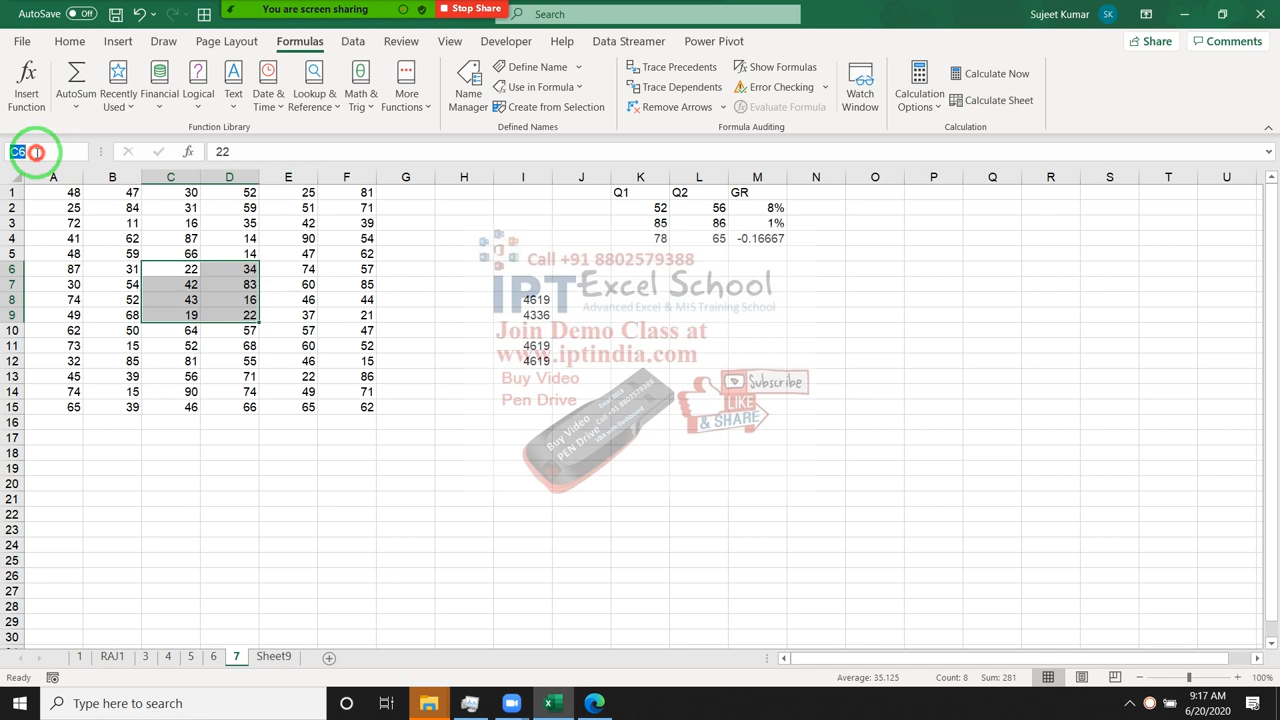 AutoSave Off You are screen sharing Stop Share Search Sujeet Kumar SK
File Home Insert Draw Page Layout Formulas Data Review View Developer Help Data Streamer Power Pivot Share Comments
Insert Function AutoSum Recently Used Financial Logical Text Date & Time Lookup & Reference Math & Trig More Functions Name Manager Define Name Use in Formula Create from Selection Trace Precedents Trace Dependents Remove Arrows Show Formulas Error Checking Evaluate Formula Watch Window Calculation Options Calculate Now Calculate Sheet
Function Library Defined Names Formula Auditing Calculation
C6 fx 22
A B C D E F G H I J K L M N O P Q R S T U
1 48 47 30 52 25 81 Q1 Q2 GR
2 25 84 31 59 51 71 52 56 8%
3 72 11 16 35 42 39 85 86 1%
4 41 62 87 14 90 54 78 65 -0.16667
5 48 59 66 14 47 62
6 87 31 22 34 74 57
7 30 54 42 83 60 85
8 74 52 43 16 46 44 4619
9 49 68 19 22 37 21 4336
10 62 50 64 57 57 47
11 73 15 52 68 60 52 4619
12 32 85 81 55 46 15 4619
13 45 39 56 71 22 86
14 74 15 90 74 49 71
15 65 39 46 66 65 62
16
17
18
19
20
21
22
23
24
25
26
27
28
29
30
Call +91 8802579388
IPT Excel School
Advanced Excel & MIS Training School
Join Demo Class at
www.iptindia.com
Buy Video
Pen Drive
Buy Video
PEN Drive
Call +91 8802579388
Subscribe
LIKE
& SHARE
1 RAJ1 3 4 5 6 7 Sheet9
Ready Average: 35.125 Count: 8 Sum: 281 100%
Type here to search 9:17 AM
6/20/2020